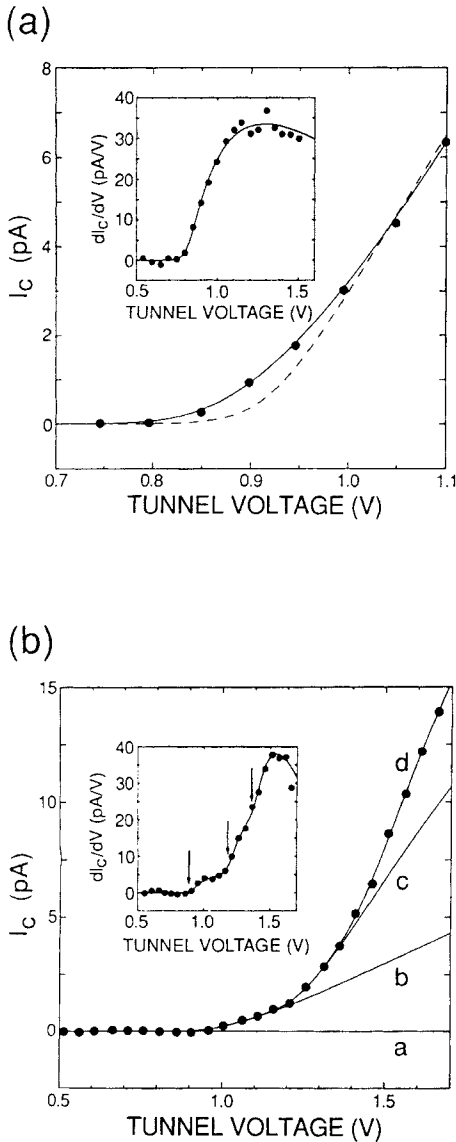 (a)
8
6
4
2
0
I_C (pA)
0.7 0.8 0.9 1.0 1.1
TUNNEL VOLTAGE (V)
40
30
20
10
0
dI_C/dV (pA/V)
0.5 1.0 1.5
TUNNEL VOLTAGE (V)
(b)
15
10
5
0
I_C (pA)
0.5 1.0 1.5
TUNNEL VOLTAGE (V)
40
30
20
10
0
dI_C/dV (pA/V)
0.5 1.0 1.5
TUNNEL VOLTAGE (V)
d
c
b
a